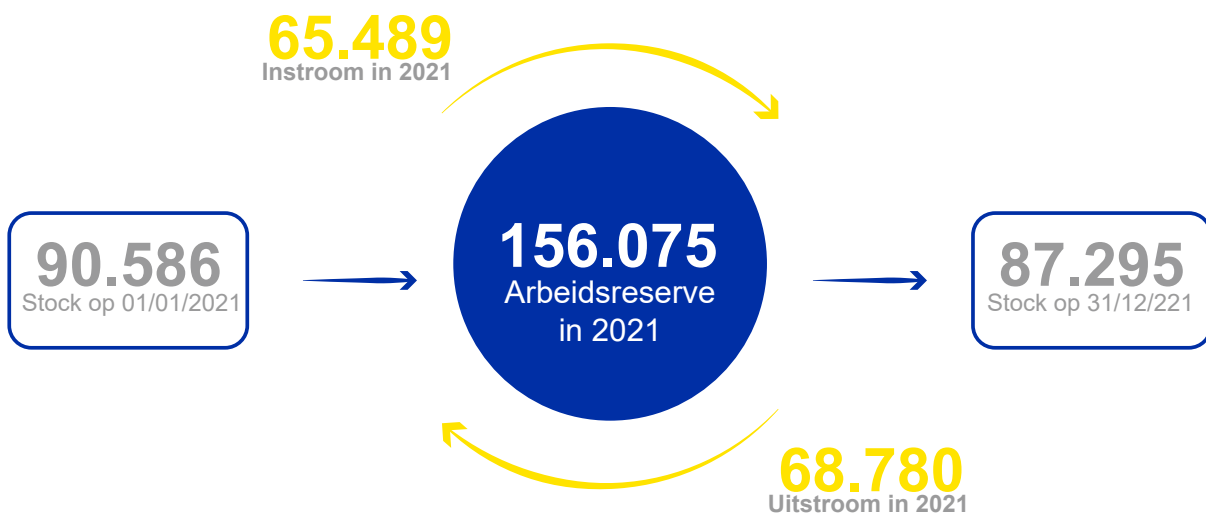 65.489
Instroom in 2021
90.586
Stock op 01/01/2021
156.075
Arbeidsreserve
in 2021
87.295
Stock op 31/12/221
68.780
Uitstroom in 2021